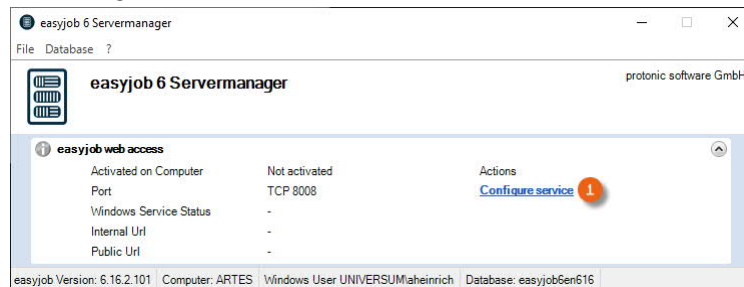 easyjob 6 Servermanager
File Database ?
easyjob 6 Servermanager
protonic software GmbH
easyjob web access
Activated on Computer Not activated Actions
Port TCP 8008 Configure service 1
Windows Service Status -
Internal Url -
Public Url -
easyjob Version: 6.16.2.101 Computer: ARTES Windows User UNIVERSUM\aheinrich Database: easyjob6en616